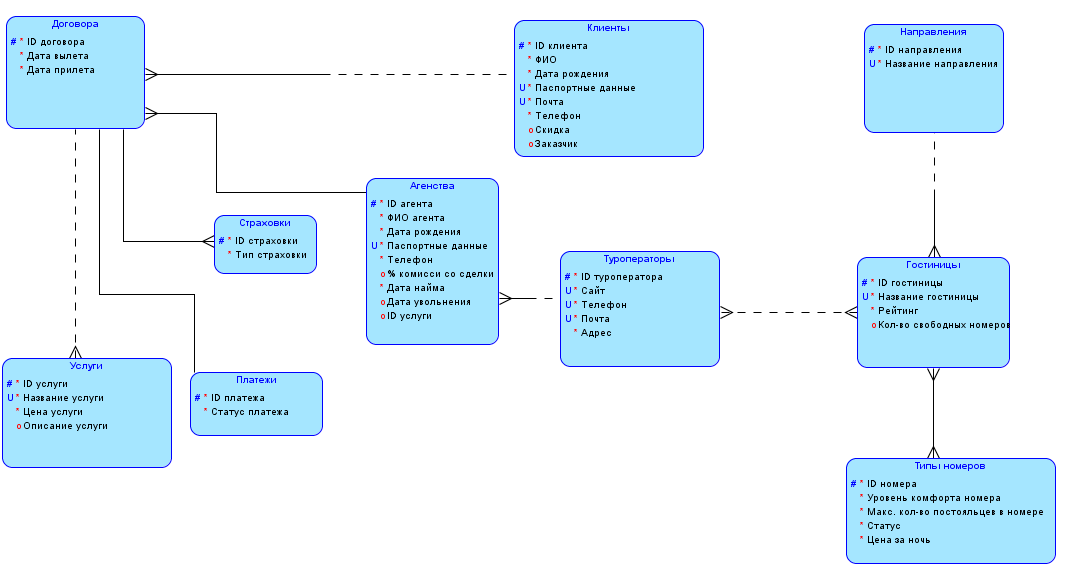 Договора
# * ID договора
* Дата вылета
* Дата прилета
Клиенты
# * ID клиента
* ФИО
* Дата рождения
U * Паспортные данные
U * Почта
* Телефон
o Скидка
o Заказчик
Направления
# * ID направления
U * Название направления
Агенства
# * ID агента
* ФИО агента
* Дата рождения
U * Паспортные данные
* Телефон
o % комисси со сделки
* Дата найма
o Дата увольнения
o ID услуги
Страховки
# * ID страховки
* Тип страховки
Туроператоры
# * ID туроператора
U * Сайт
U * Телефон
U * Почта
* Адрес
Гостиницы
# * ID гостиницы
U * Название гостиницы
* Рейтинг
o Кол-во свободных номеров
Услуги
# * ID услуги
U * Название услуги
* Цена услуги
o Описание услуги
Платежи
# * ID платежа
* Статус платежа
Типы номеров
# * ID номера
* Уровень комфорта номера
* Макс. кол-во постояльцев в номере
* Статус
* Цена за ночь